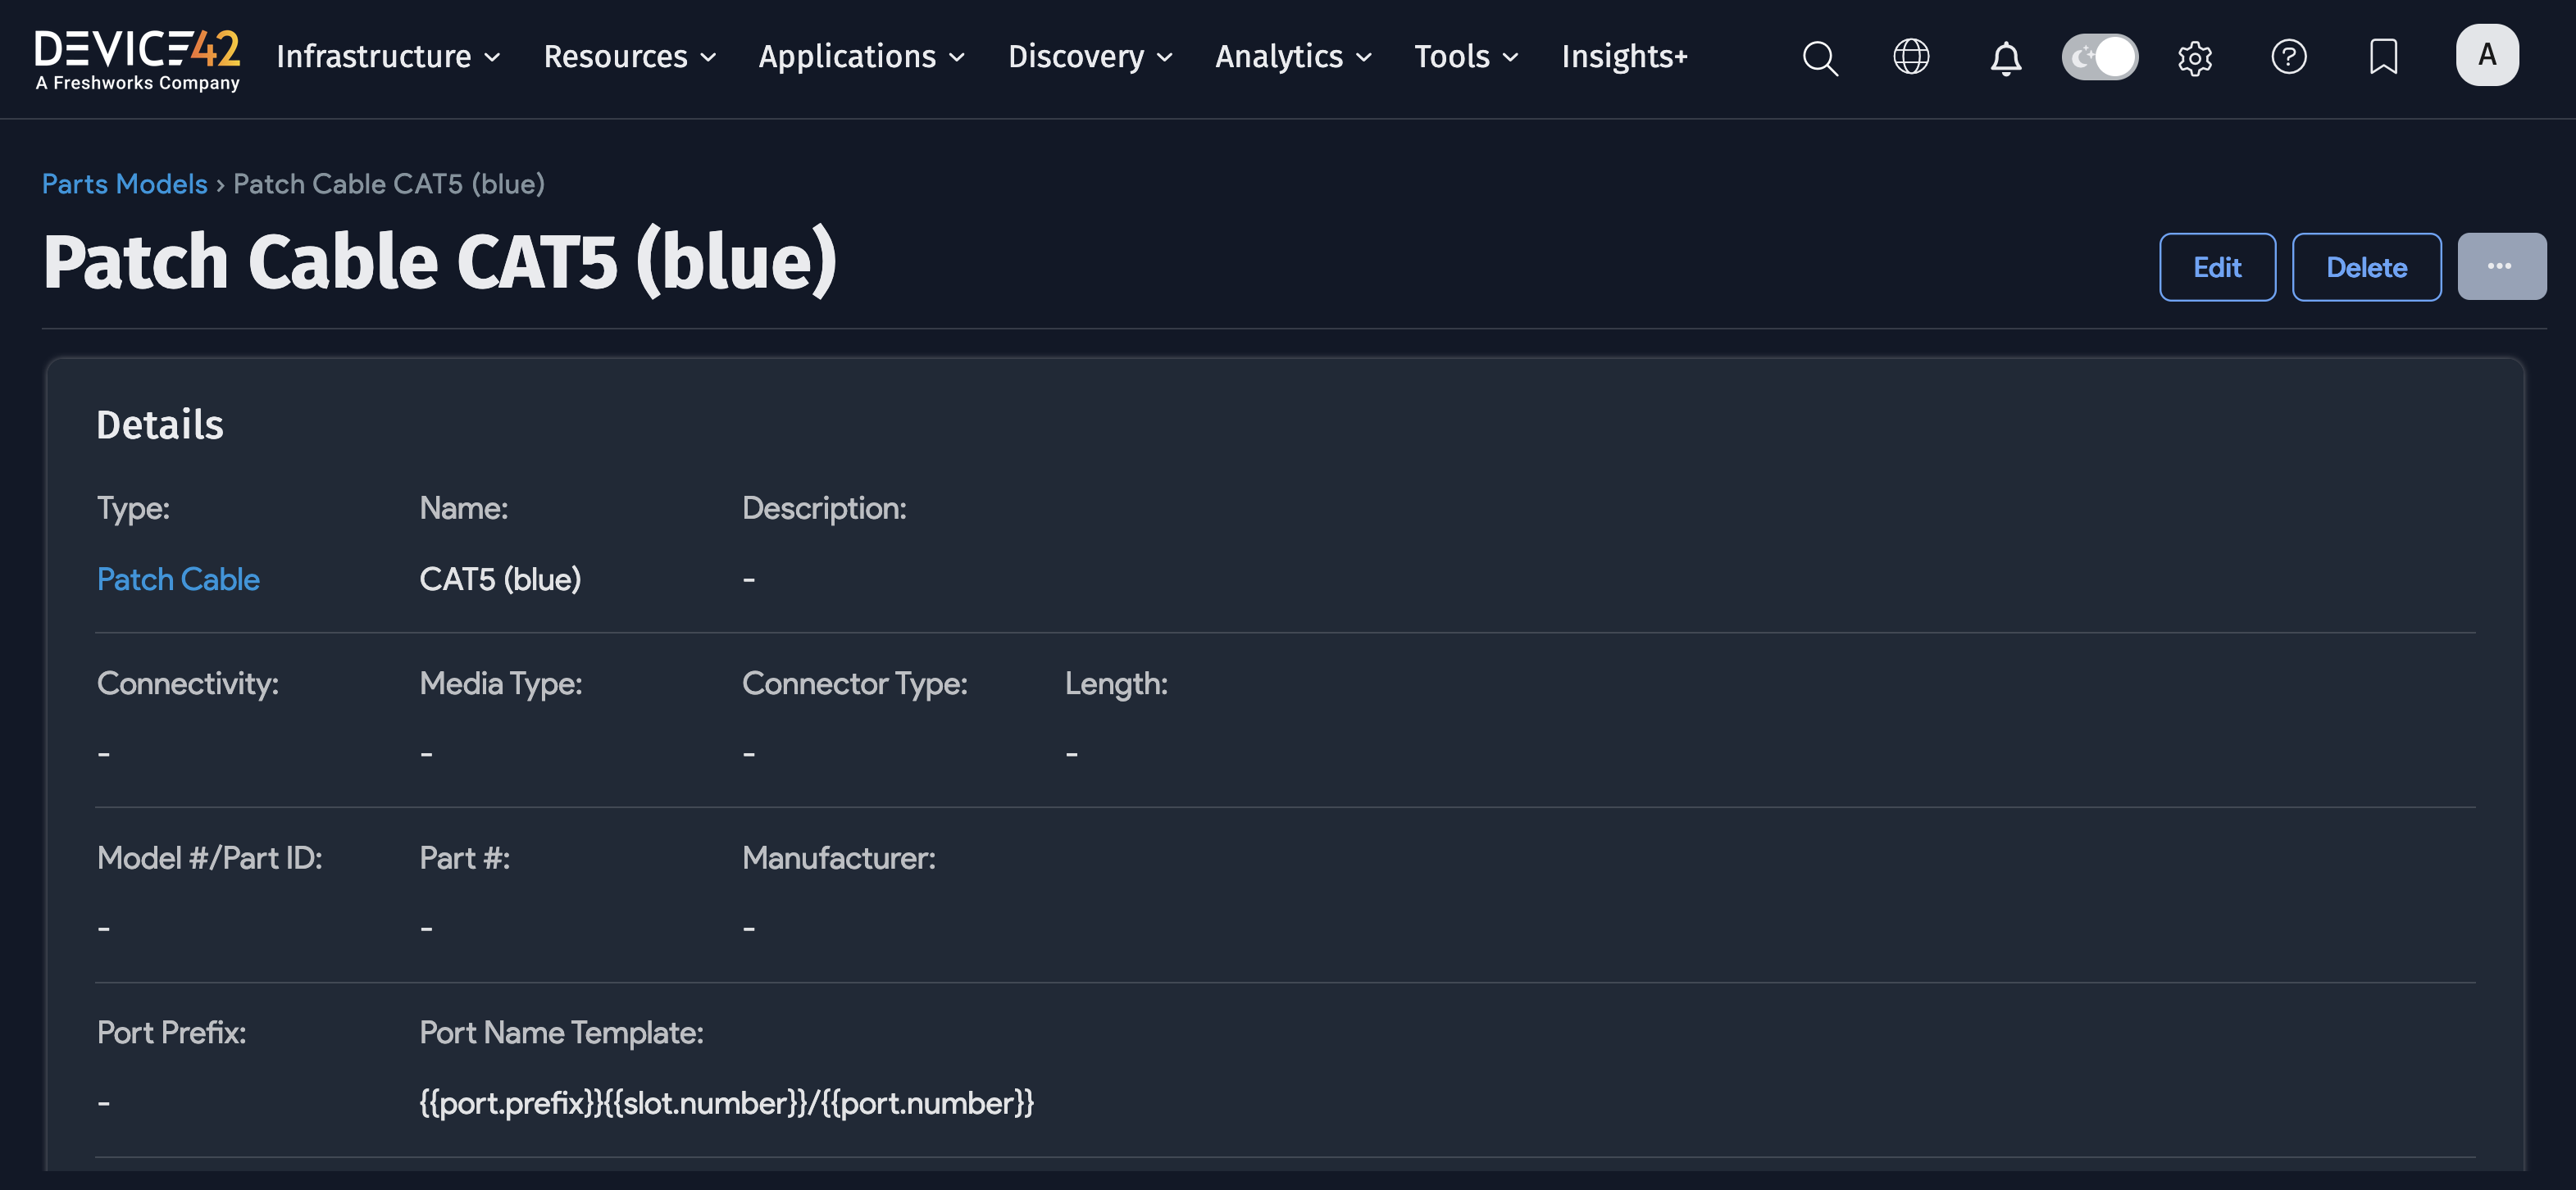 DEVICE42
A Freshworks Company
Infrastructure Resources Applications Discovery Analytics Tools Insights+
A
Parts Models › Patch Cable CAT5 (blue)
Patch Cable CAT5 (blue)
Edit Delete ...
Details
Type: Name: Description:
Patch Cable CAT5 (blue) -
Connectivity: Media Type: Connector Type: Length:
- - - -
Model #/Part ID: Part #: Manufacturer:
- - -
Port Prefix: Port Name Template:
- {{port.prefix}}{{slot.number}}/{{port.number}}